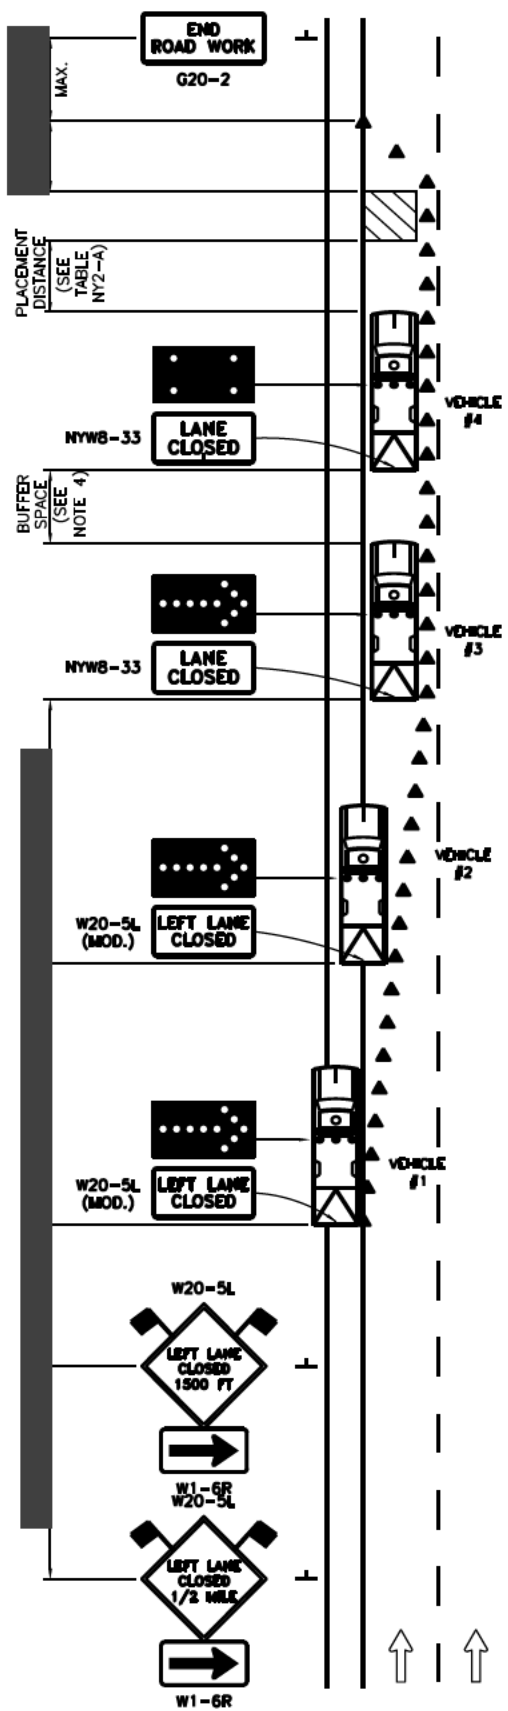 END
ROAD WORK
G20-2
MAX.
PLACEMENT
DISTANCE
(SEE
TABLE
NY2-A)
VEHICLE
#4
NYW8-33
LANE
CLOSED
BUFFER
SPACE
(SEE
NOTE 4)
VEHICLE
#3
NYW8-33
LANE
CLOSED
VEHICLE
#2
W20-5L
(MOD.)
LEFT LANE
CLOSED
VEHICLE
#1
W20-5L
(MOD.)
LEFT LANE
CLOSED
W20-5L
LEFT LANE
CLOSED
1500 FT
W1-6R
W20-5L
LEFT LANE
CLOSED
1/2 MILE
W1-6R